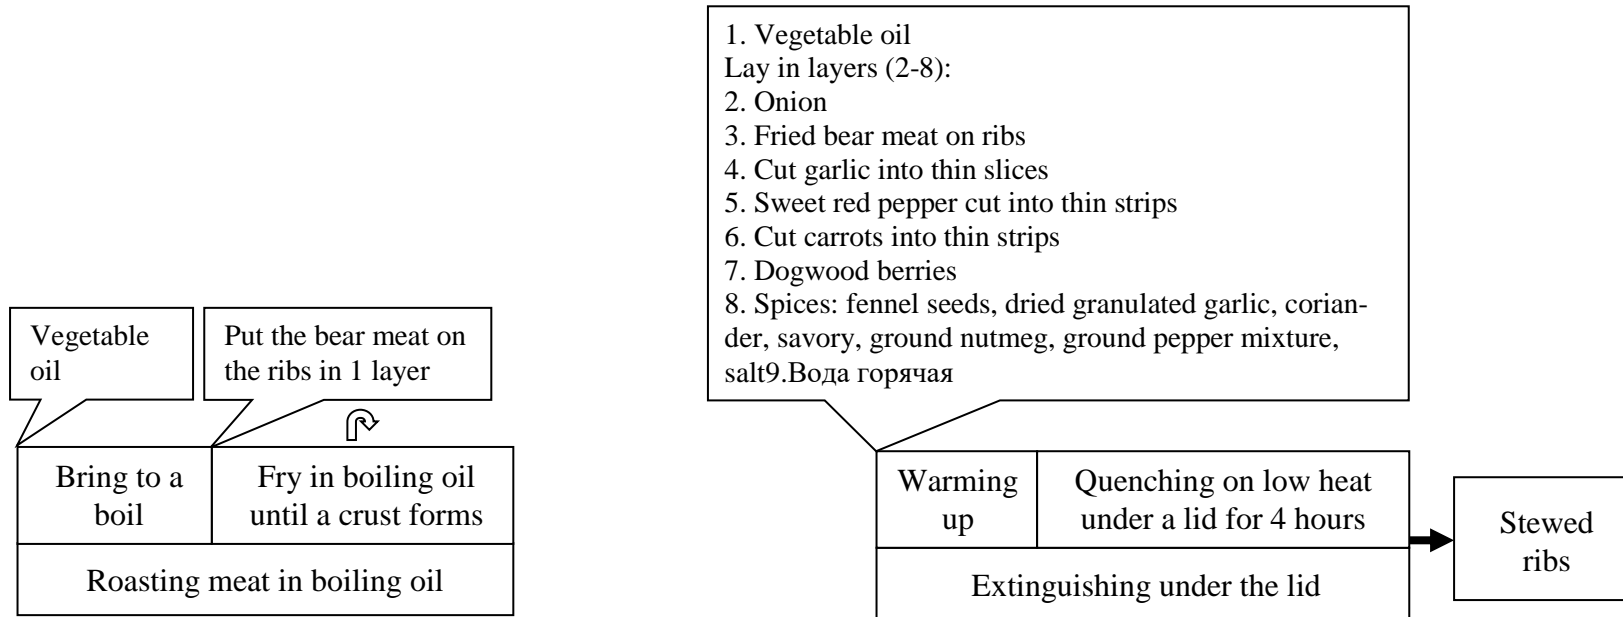 Vegetable
oil
Put the bear meat on
the ribs in 1 layer
Bring to a
boil
Fry in boiling oil
until a crust forms
Roasting meat in boiling oil
1. Vegetable oil
Lay in layers (2-8):
2. Onion
3. Fried bear meat on ribs
4. Cut garlic into thin slices
5. Sweet red pepper cut into thin strips
6. Cut carrots into thin strips
7. Dogwood berries
8. Spices: fennel seeds, dried granulated garlic, corian-
der, savory, ground nutmeg, ground pepper mixture,
salt9.Вода горячая
Warming
up
Quenching on low heat
under a lid for 4 hours
Extinguishing under the lid
Stewed
ribs